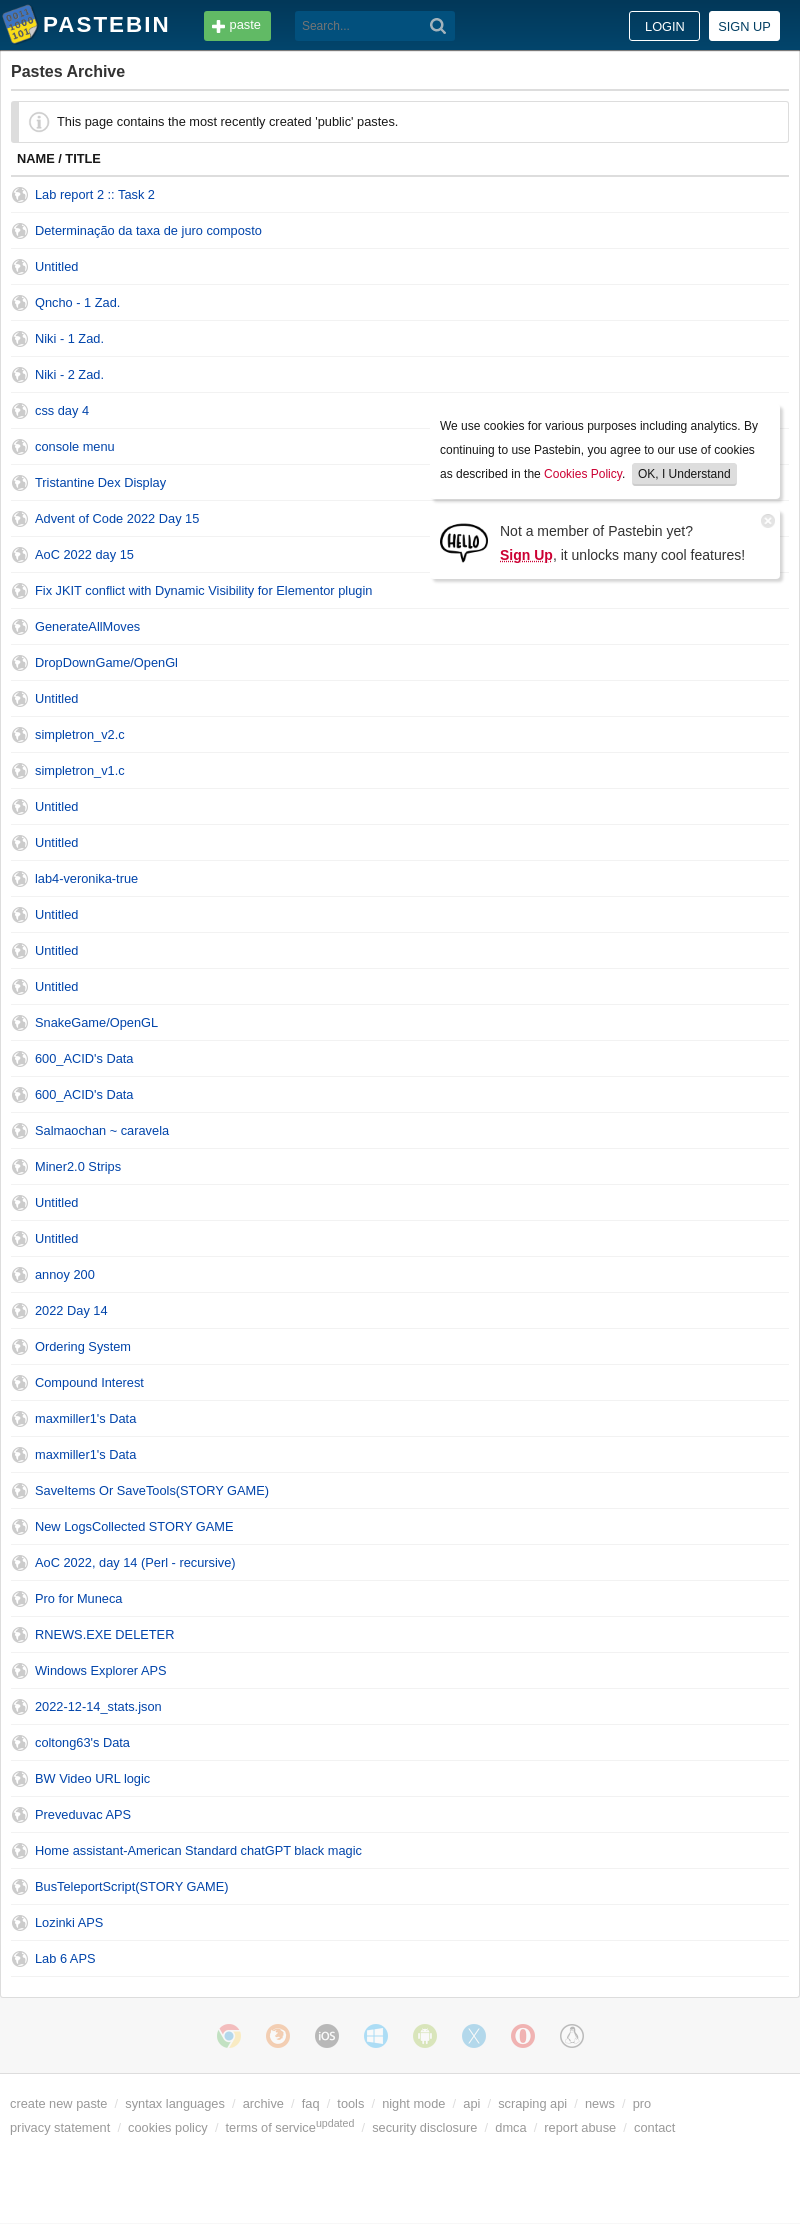 PASTEBIN paste Search... LOGIN SIGN UP
Pastes Archive
This page contains the most recently created 'public' pastes.
NAME / TITLE
Lab report 2 :: Task 2
Determinação da taxa de juro composto
Untitled
Qncho - 1 Zad.
Niki - 1 Zad.
Niki - 2 Zad.
css day 4
console menu
Tristantine Dex Display
Advent of Code 2022 Day 15
AoC 2022 day 15
Fix JKIT conflict with Dynamic Visibility for Elementor plugin
We use cookies for various purposes including analytics. By
continuing to use Pastebin, you agree to our use of cookies
as described in the Cookies Policy. OK, I Understand
HELLO
Not a member of Pastebin yet?
Sign Up, it unlocks many cool features!
GenerateAllMoves
DropDownGame/OpenGl
Untitled
simpletron_v2.c
simpletron_v1.c
Untitled
Untitled
lab4-veronika-true
Untitled
Untitled
Untitled
SnakeGame/OpenGL
600_ACID's Data
600_ACID's Data
Salmaochan ~ caravela
Miner2.0 Strips
Untitled
Untitled
annoy 200
2022 Day 14
Ordering System
Compound Interest
maxmiller1's Data
maxmiller1's Data
SaveItems Or SaveTools(STORY GAME)
New LogsCollected STORY GAME
AoC 2022, day 14 (Perl - recursive)
Pro for Muneca
RNEWS.EXE DELETER
Windows Explorer APS
2022-12-14_stats.json
coltong63's Data
BW Video URL logic
Preveduvac APS
Home assistant-American Standard chatGPT black magic
BusTeleportScript(STORY GAME)
Lozinki APS
Lab 6 APS
iOS
create new paste / syntax languages / archive / faq / tools / night mode / api / scraping api / news / pro
privacy statement / cookies policy / terms of service updated / security disclosure / dmca / report abuse / contact